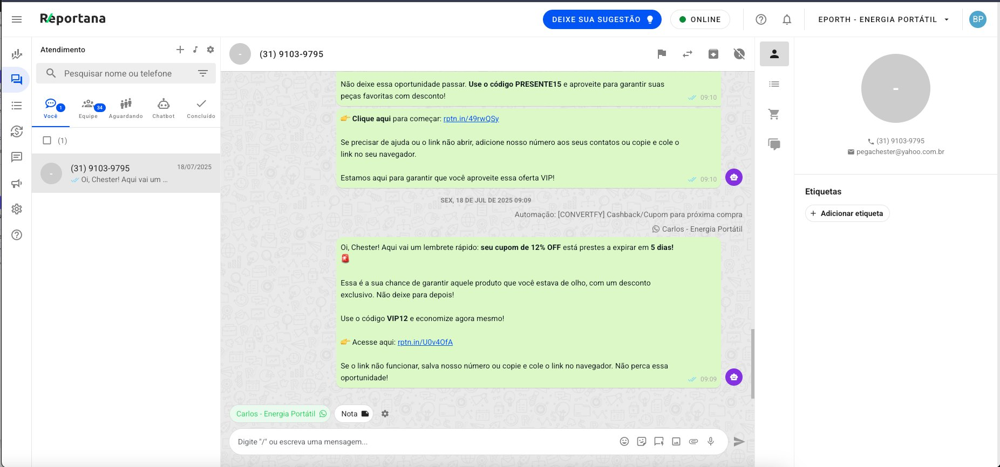 Reportana
DEIXE SUA SUGESTÃO
ONLINE
EPORTH - ENERGIA PORTÁTIL
BP
Atendimento
Pesquisar nome ou telefone
1
34
Você
Equipe
Aguardando
Chatbot
Concluído
(1)
-
(31) 9103-9795
18/07/2025
Oi, Chester! Aqui vai um ...
-
(31) 9103-9795
Não deixe essa oportunidade passar. Use o código PRESENTE15 e aproveite para garantir suas
peças favoritas com desconto!
09:10
Clique aqui para começar: rptn.in/49rwQSy
Se precisar de ajuda ou o link não abrir, adicione nosso número aos seus contatos ou copie e cole o
link no seu navegador.
Estamos aqui para garantir que você aproveite essa oferta VIP!
09:10
SEX, 18 DE JUL DE 2025 09:09
Automação: [CONVERTFY] Cashback/Cupom para próxima compra
Carlos - Energia Portátil
Oi, Chester! Aqui vai um lembrete rápido: seu cupom de 12% OFF está prestes a expirar em 5 dias!
Essa é a sua chance de garantir aquele produto que você estava de olho, com um desconto
exclusivo. Não deixe para depois!
Use o código VIP12 e economize agora mesmo!
Acesse aqui: rptn.in/U0v4OfA
Se o link não funcionar, salva nosso número ou copie e cole o link no navegador. Não perca essa
oportunidade!
09:09
Carlos - Energia Portátil
Nota
Digite "/" ou escreva uma mensagem...
-
(31) 9103-9795
pegachester@yahoo.com.br
Etiquetas
+ Adicionar etiqueta